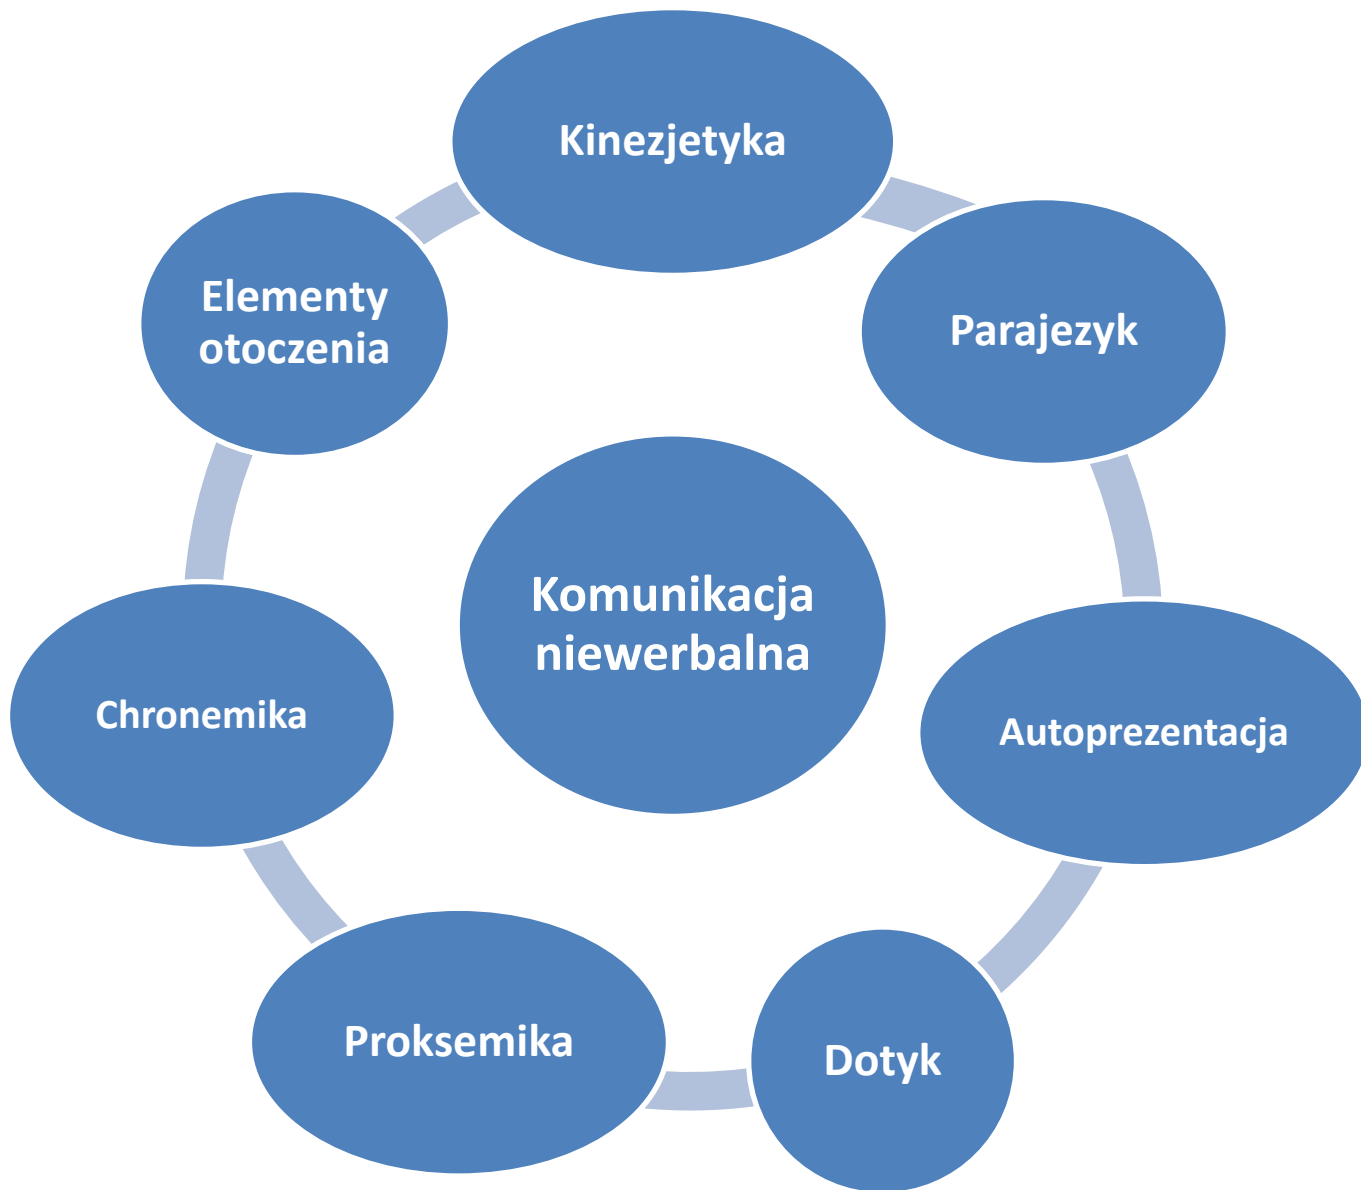 Kinezjetyka
Parajezyk
Autoprezentacja
Dotyk
Proksemika
Chronemika
Elementy
otoczenia
Komunikacja
niewerbalna